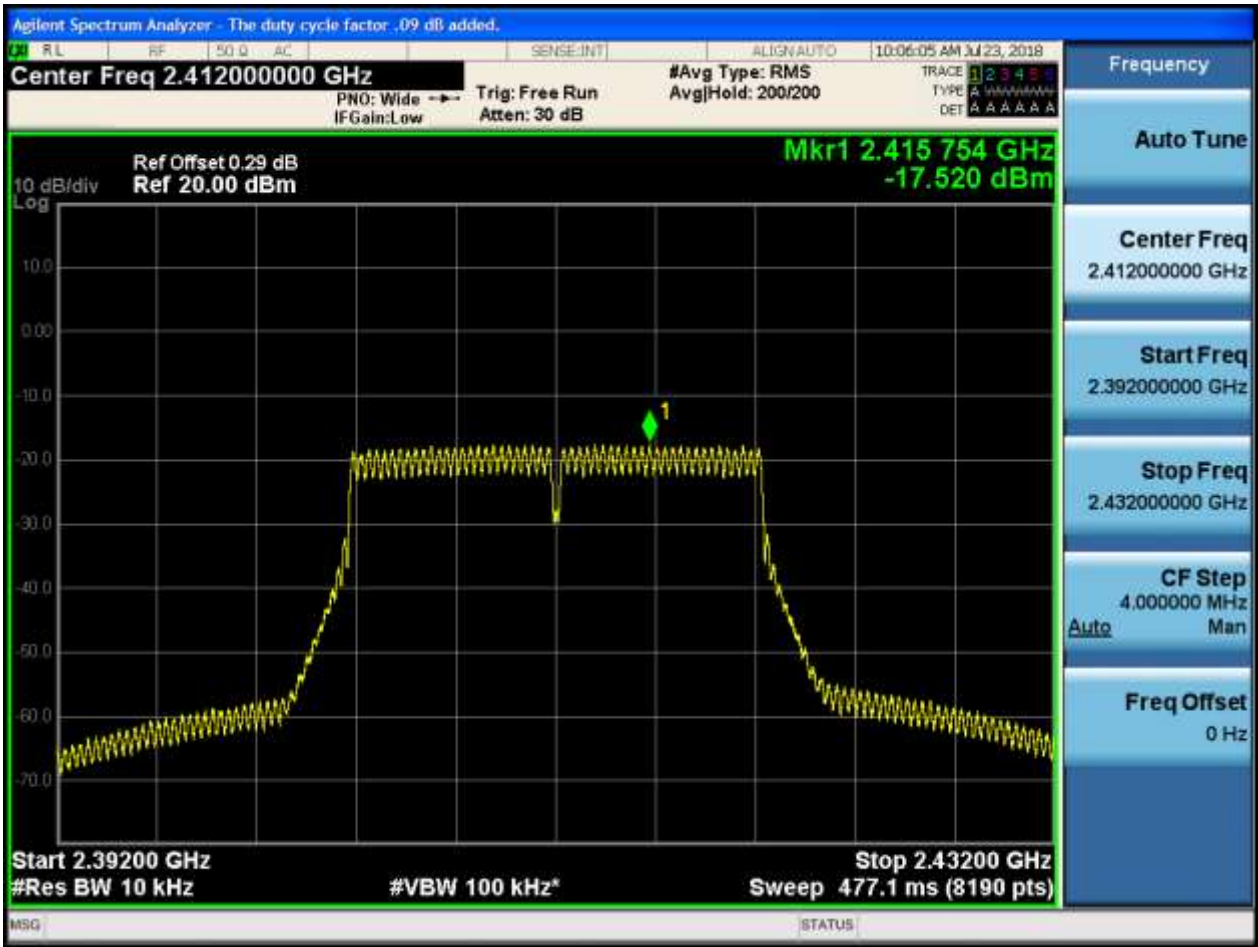 Agilent Spectrum Analyzer - The duty cycle factor .09 dB added.
RL RF 50 Ω AC SENSE:INT ALIGN AUTO 10:06:05 AM Jul 23, 2018
Center Freq 2.412000000 GHz
PNO: Wide
IFGain:Low
Trig: Free Run
Atten: 30 dB
#Avg Type: RMS
Avg|Hold: 200/200
TRACE 1 2 3 4 5 6
TYPE A
DET A A A A A A
Mkr1 2.415 754 GHz
-17.520 dBm
Ref Offset 0.29 dB
10 dB/div Ref 20.00 dBm
Log
10.0
0.00
-10.0
-20.0
-30.0
-40.0
-50.0
-60.0
-70.0
1
Start 2.39200 GHz Stop 2.43200 GHz
#Res BW 10 kHz #VBW 100 kHz* Sweep 477.1 ms (8190 pts)
MSG STATUS
Frequency
Auto Tune
Center Freq
2.412000000 GHz
Start Freq
2.392000000 GHz
Stop Freq
2.432000000 GHz
CF Step
4.000000 MHz
Auto Man
Freq Offset
0 Hz